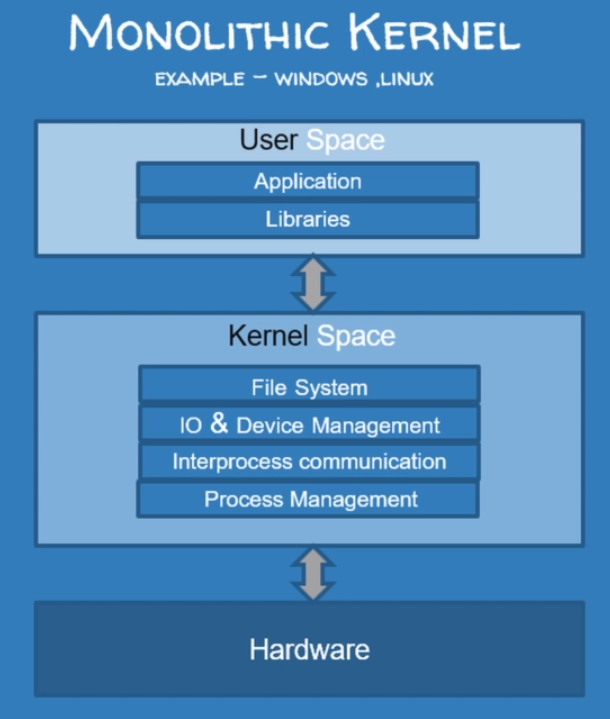 MONOLITHIC KERNEL
EXAMPLE – WINDOWS ,LINUX
User Space
Application
Libraries
Kernel Space
File System
IO & Device Management
Interprocess communication
Process Management
Hardware